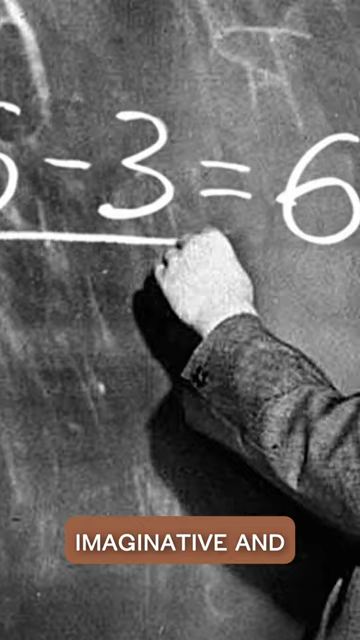 - 3 = 6
IMAGINATIVE AND